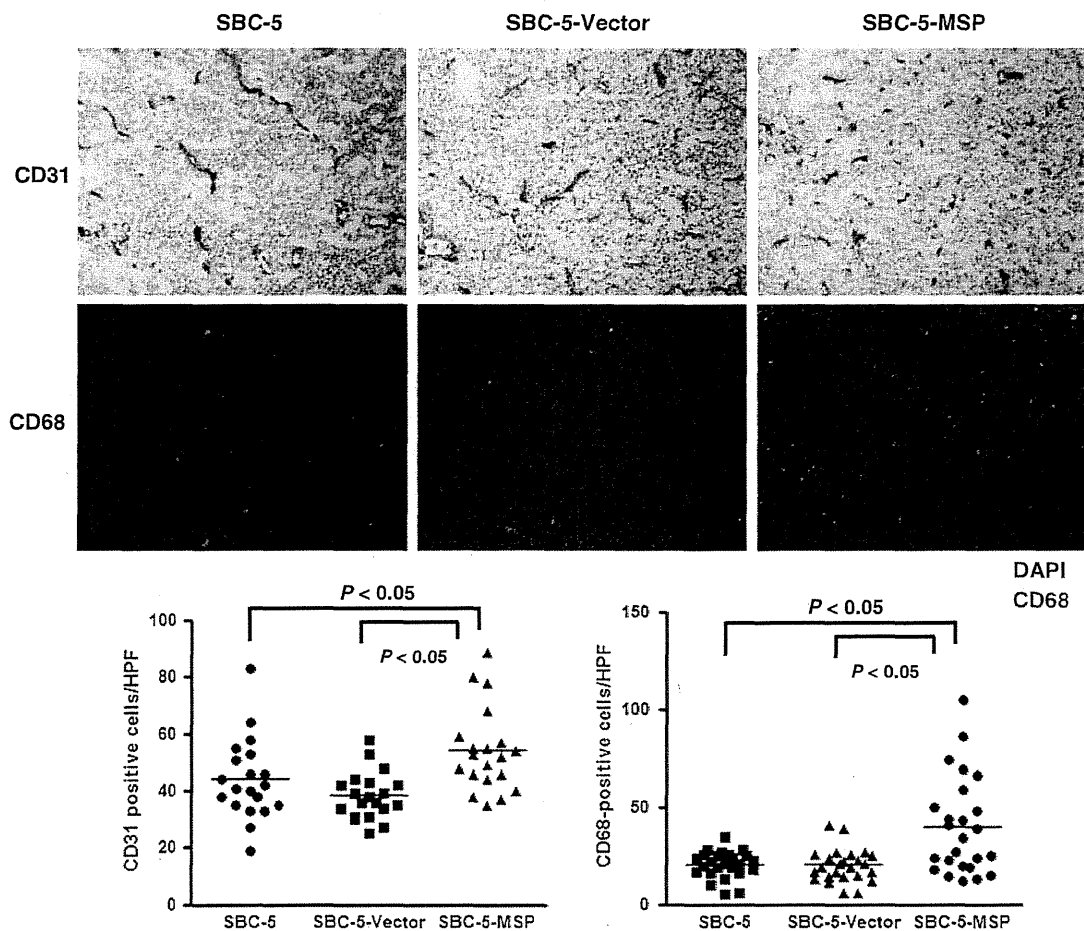 SBC-5 SBC-5-Vector SBC-5-MSP
CD31
CD68
DAPI
CD68
P < 0.05
P < 0.05
CD31 positive cells/HPF
100
80
60
40
20
0
SBC-5 SBC-5-Vector SBC-5-MSP
P < 0.05
P < 0.05
CD68-positive cells/HPF
150
100
50
0
SBC-5 SBC-5-Vector SBC-5-MSP